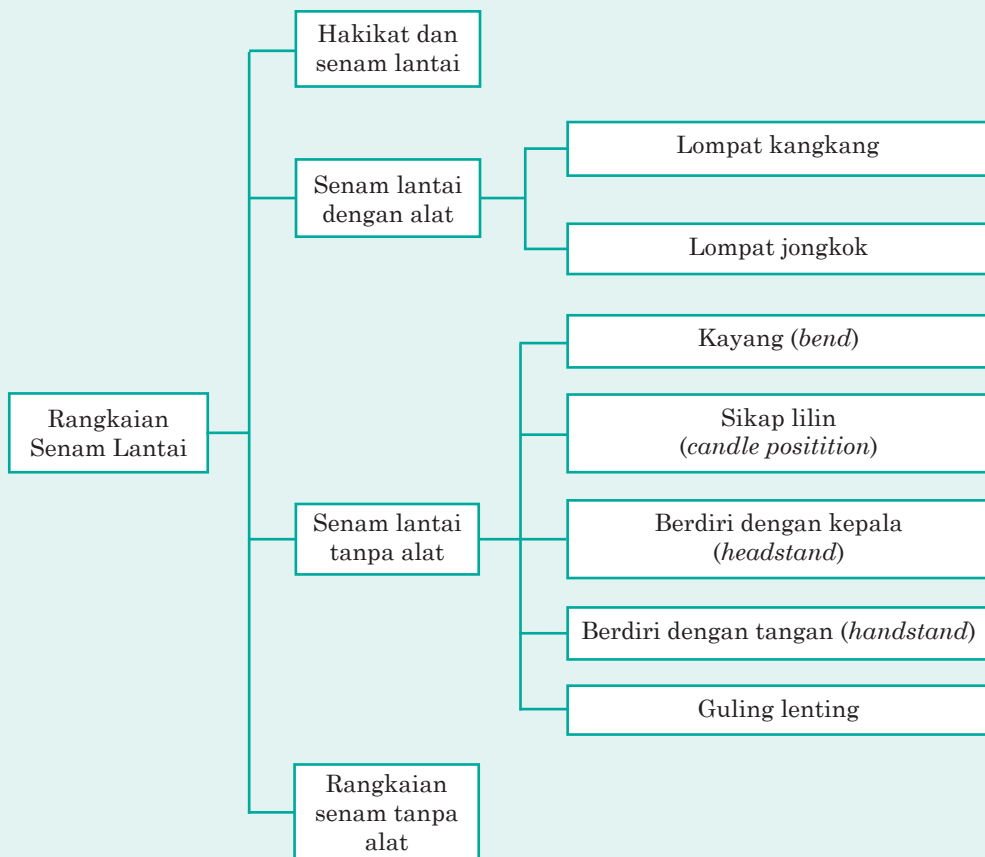 Hakikat dan
senam lantai
Lompat kangkang
Senam lantai
dengan alat
Lompat jongkok
Kayang (bend)
Rangkaian
Senam Lantai
Sikap lilin
(candle positition)
Senam lantai
tanpa alat
Berdiri dengan kepala
(headstand)
Berdiri dengan tangan (handstand)
Guling lenting
Rangkaian
senam tanpa
alat